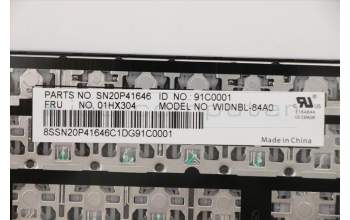 PARTS NO. SN20P41646 ID NO. 91C0001
FRU NO. 01HX304 MODEL NO. WIDNBL-84A0
8SSN20P41646C1DG91C0001
Made in China